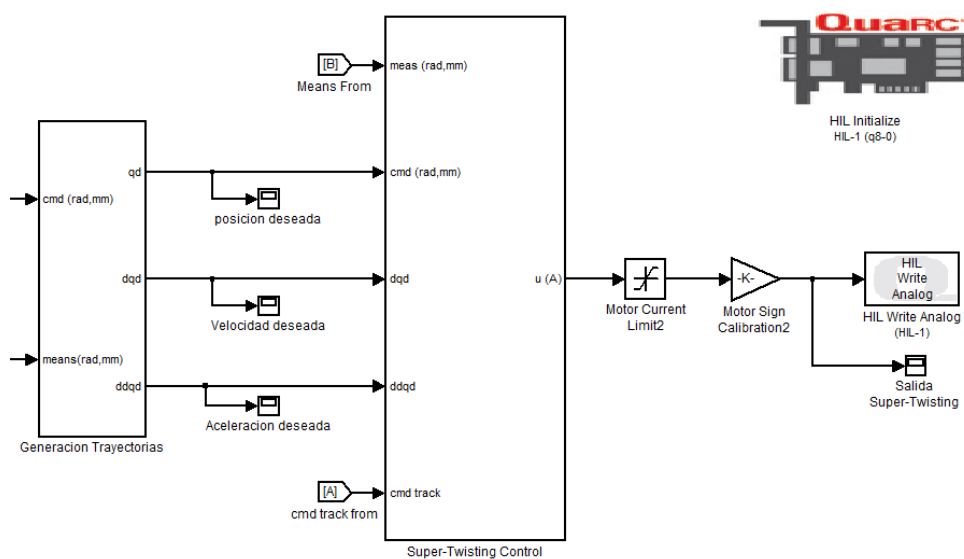 QUARC
HIL Initialize
HIL-1 (q8-0)
[B]
Means From
meas (rad,mm)
qd
cmd (rad,mm)
cmd (rad,mm)
posicion deseada
dqd
dqd
Velocidad deseada
means(rad,mm)
ddqd
ddqd
Aceleracion deseada
Generacion Trayectorias
[A]
cmd track from
cmd track
u (A)
Super-Twisting Control
Motor Current
Limit2
-K-
Motor Sign
Calibration2
HIL
Write
Analog
HIL Write Analog
(HIL-1)
Salida
Super-Twisting